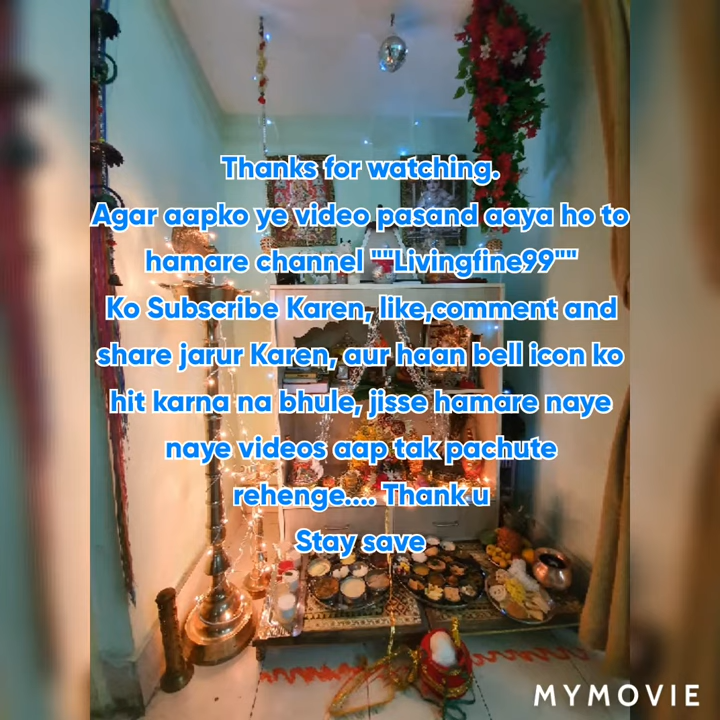 Thanks for watching.
Agar aapko ye video pasand aaya ho to
hamare channel ""Livingfine99""
Ko Subscribe Karen, like,comment and
share jarur Karen, aur haan bell icon ko
hit karna na bhule, jisse hamare naye
naye videos aap tak pachute
rehenge.... Thank u
Stay save
MYMOVIE